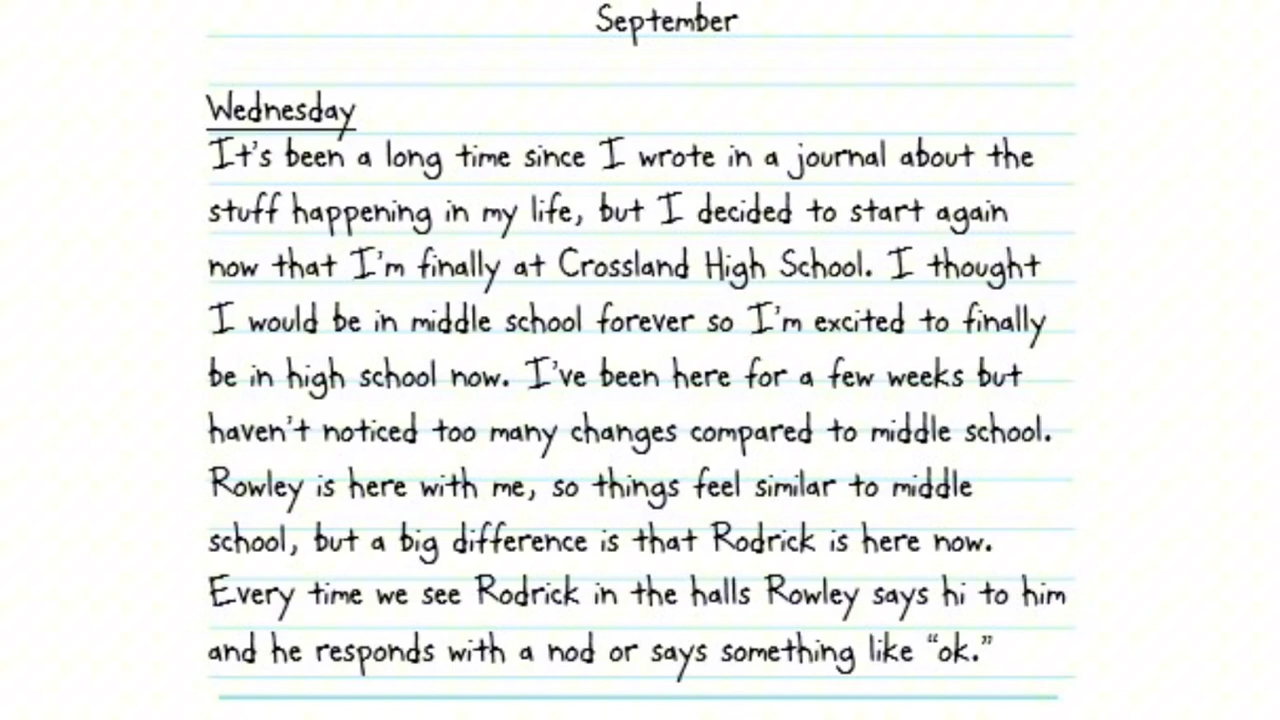 September
Wednesday
It's been a long time since I wrote in a journal about the
stuff happening in my life, but I decided to start again
now that I'm finally at Crossland High School. I thought
I would be in middle school forever so I'm excited to finally
be in high school now. I've been here for a few weeks but
haven't noticed too many changes compared to middle school.
Rowley is here with me, so things feel similar to middle
school, but a big difference is that Rodrick is here now.
Every time we see Rodrick in the halls Rowley says hi to him
and he responds with a nod or says something like “ok.”